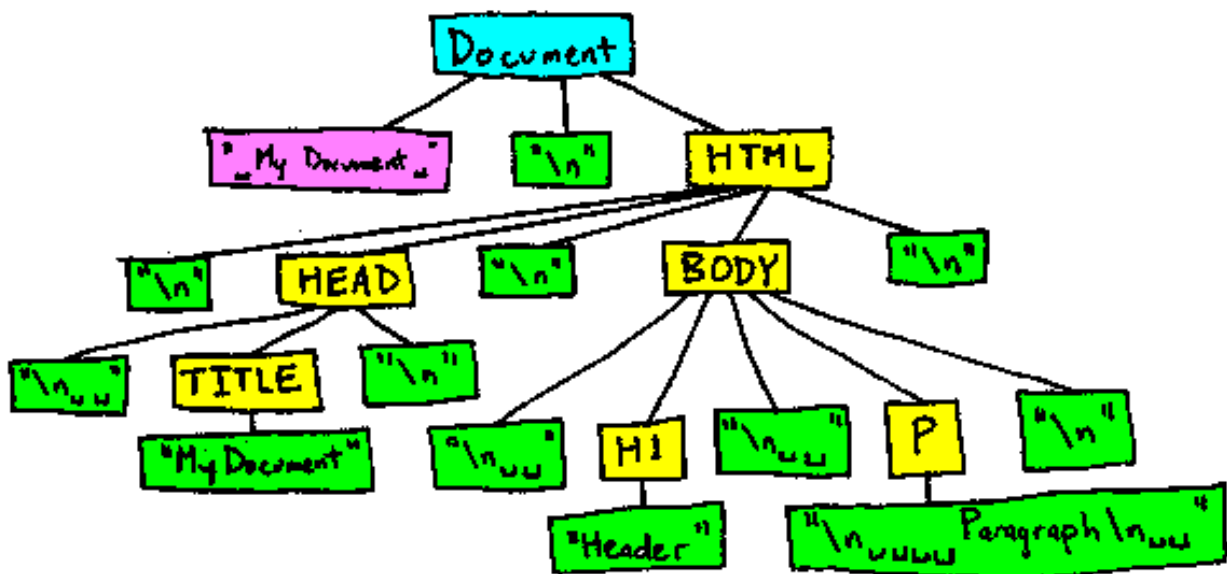 Document
"␣My Document␣"
"\n"
HTML
"\n"
HEAD
"\n"
BODY
"\n"
"\n␣␣"
TITLE
"\n"
"\n␣␣"
H1
"\n␣␣"
P
"\n"
"My Document"
"Header"
"\n␣␣␣␣Paragraph\n␣␣"